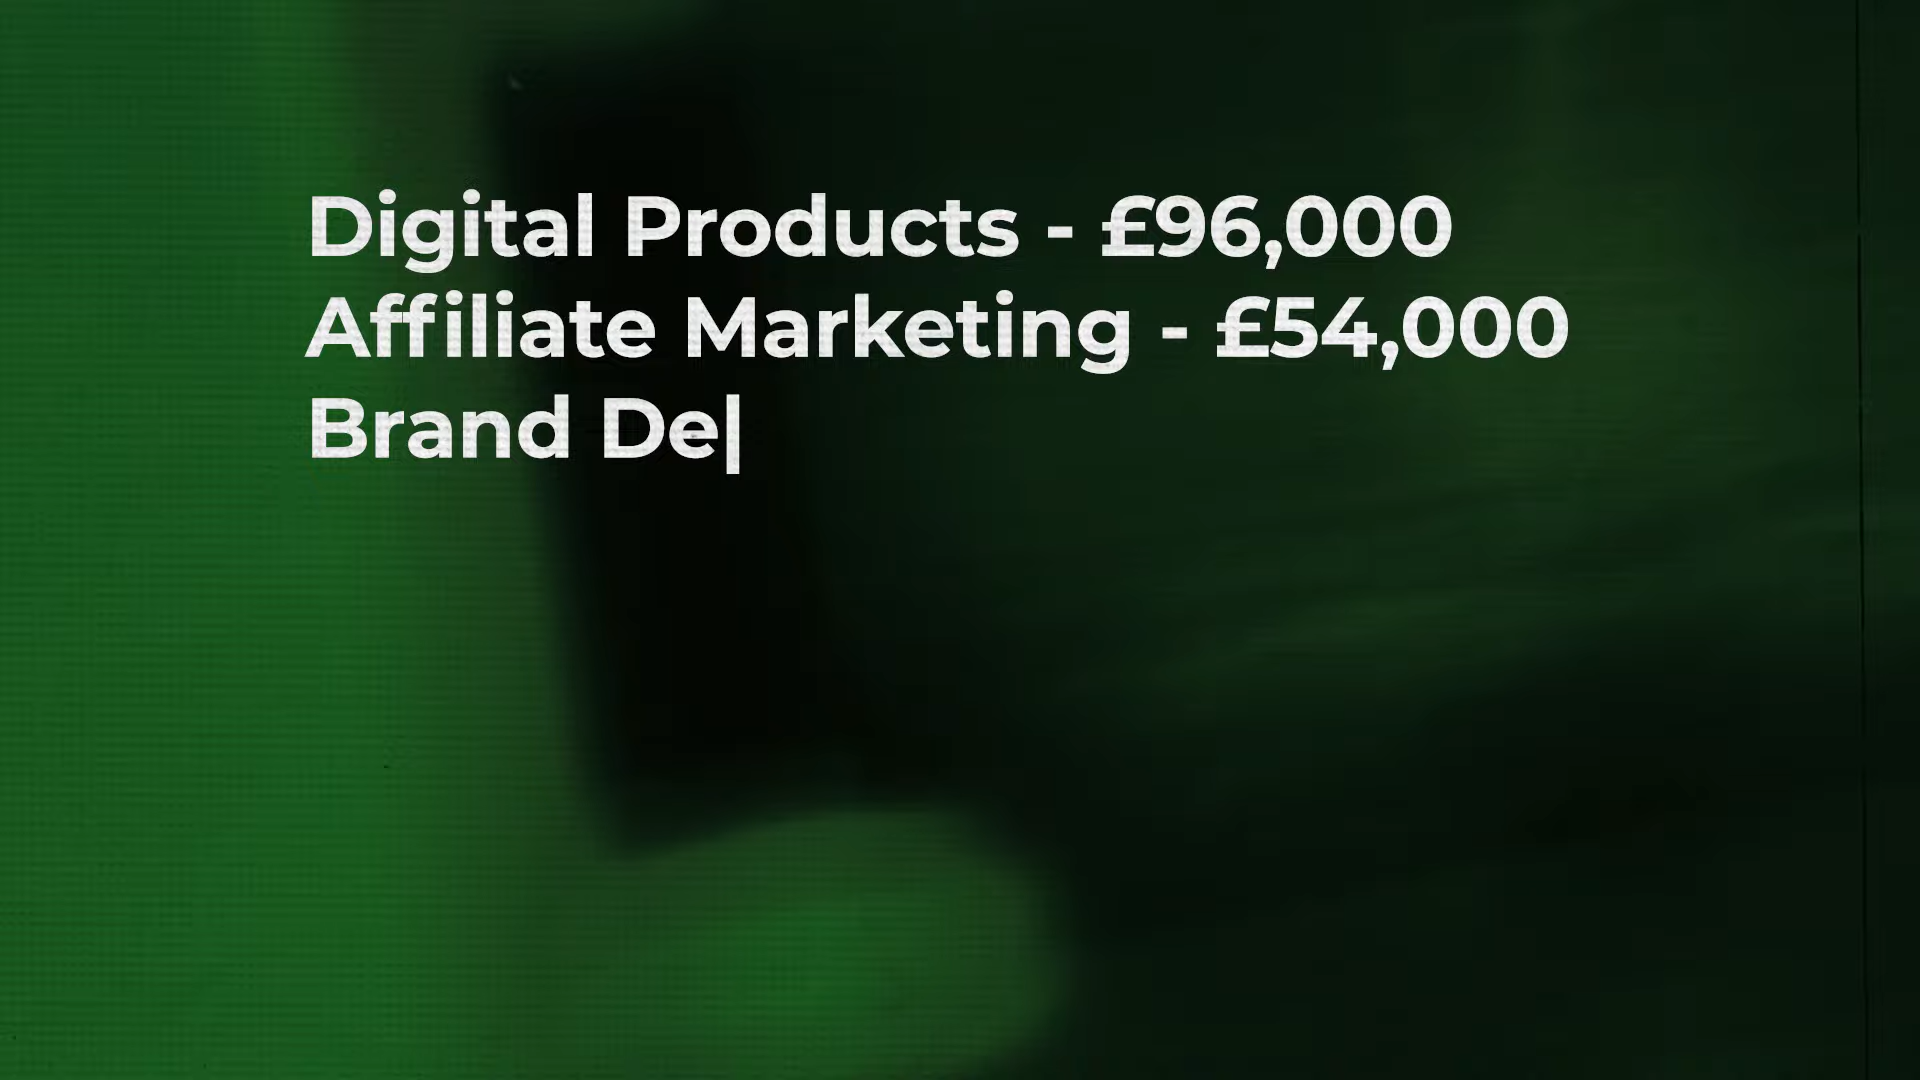 Digital Products - £96,000
Affiliate Marketing - £54,000
Brand De|